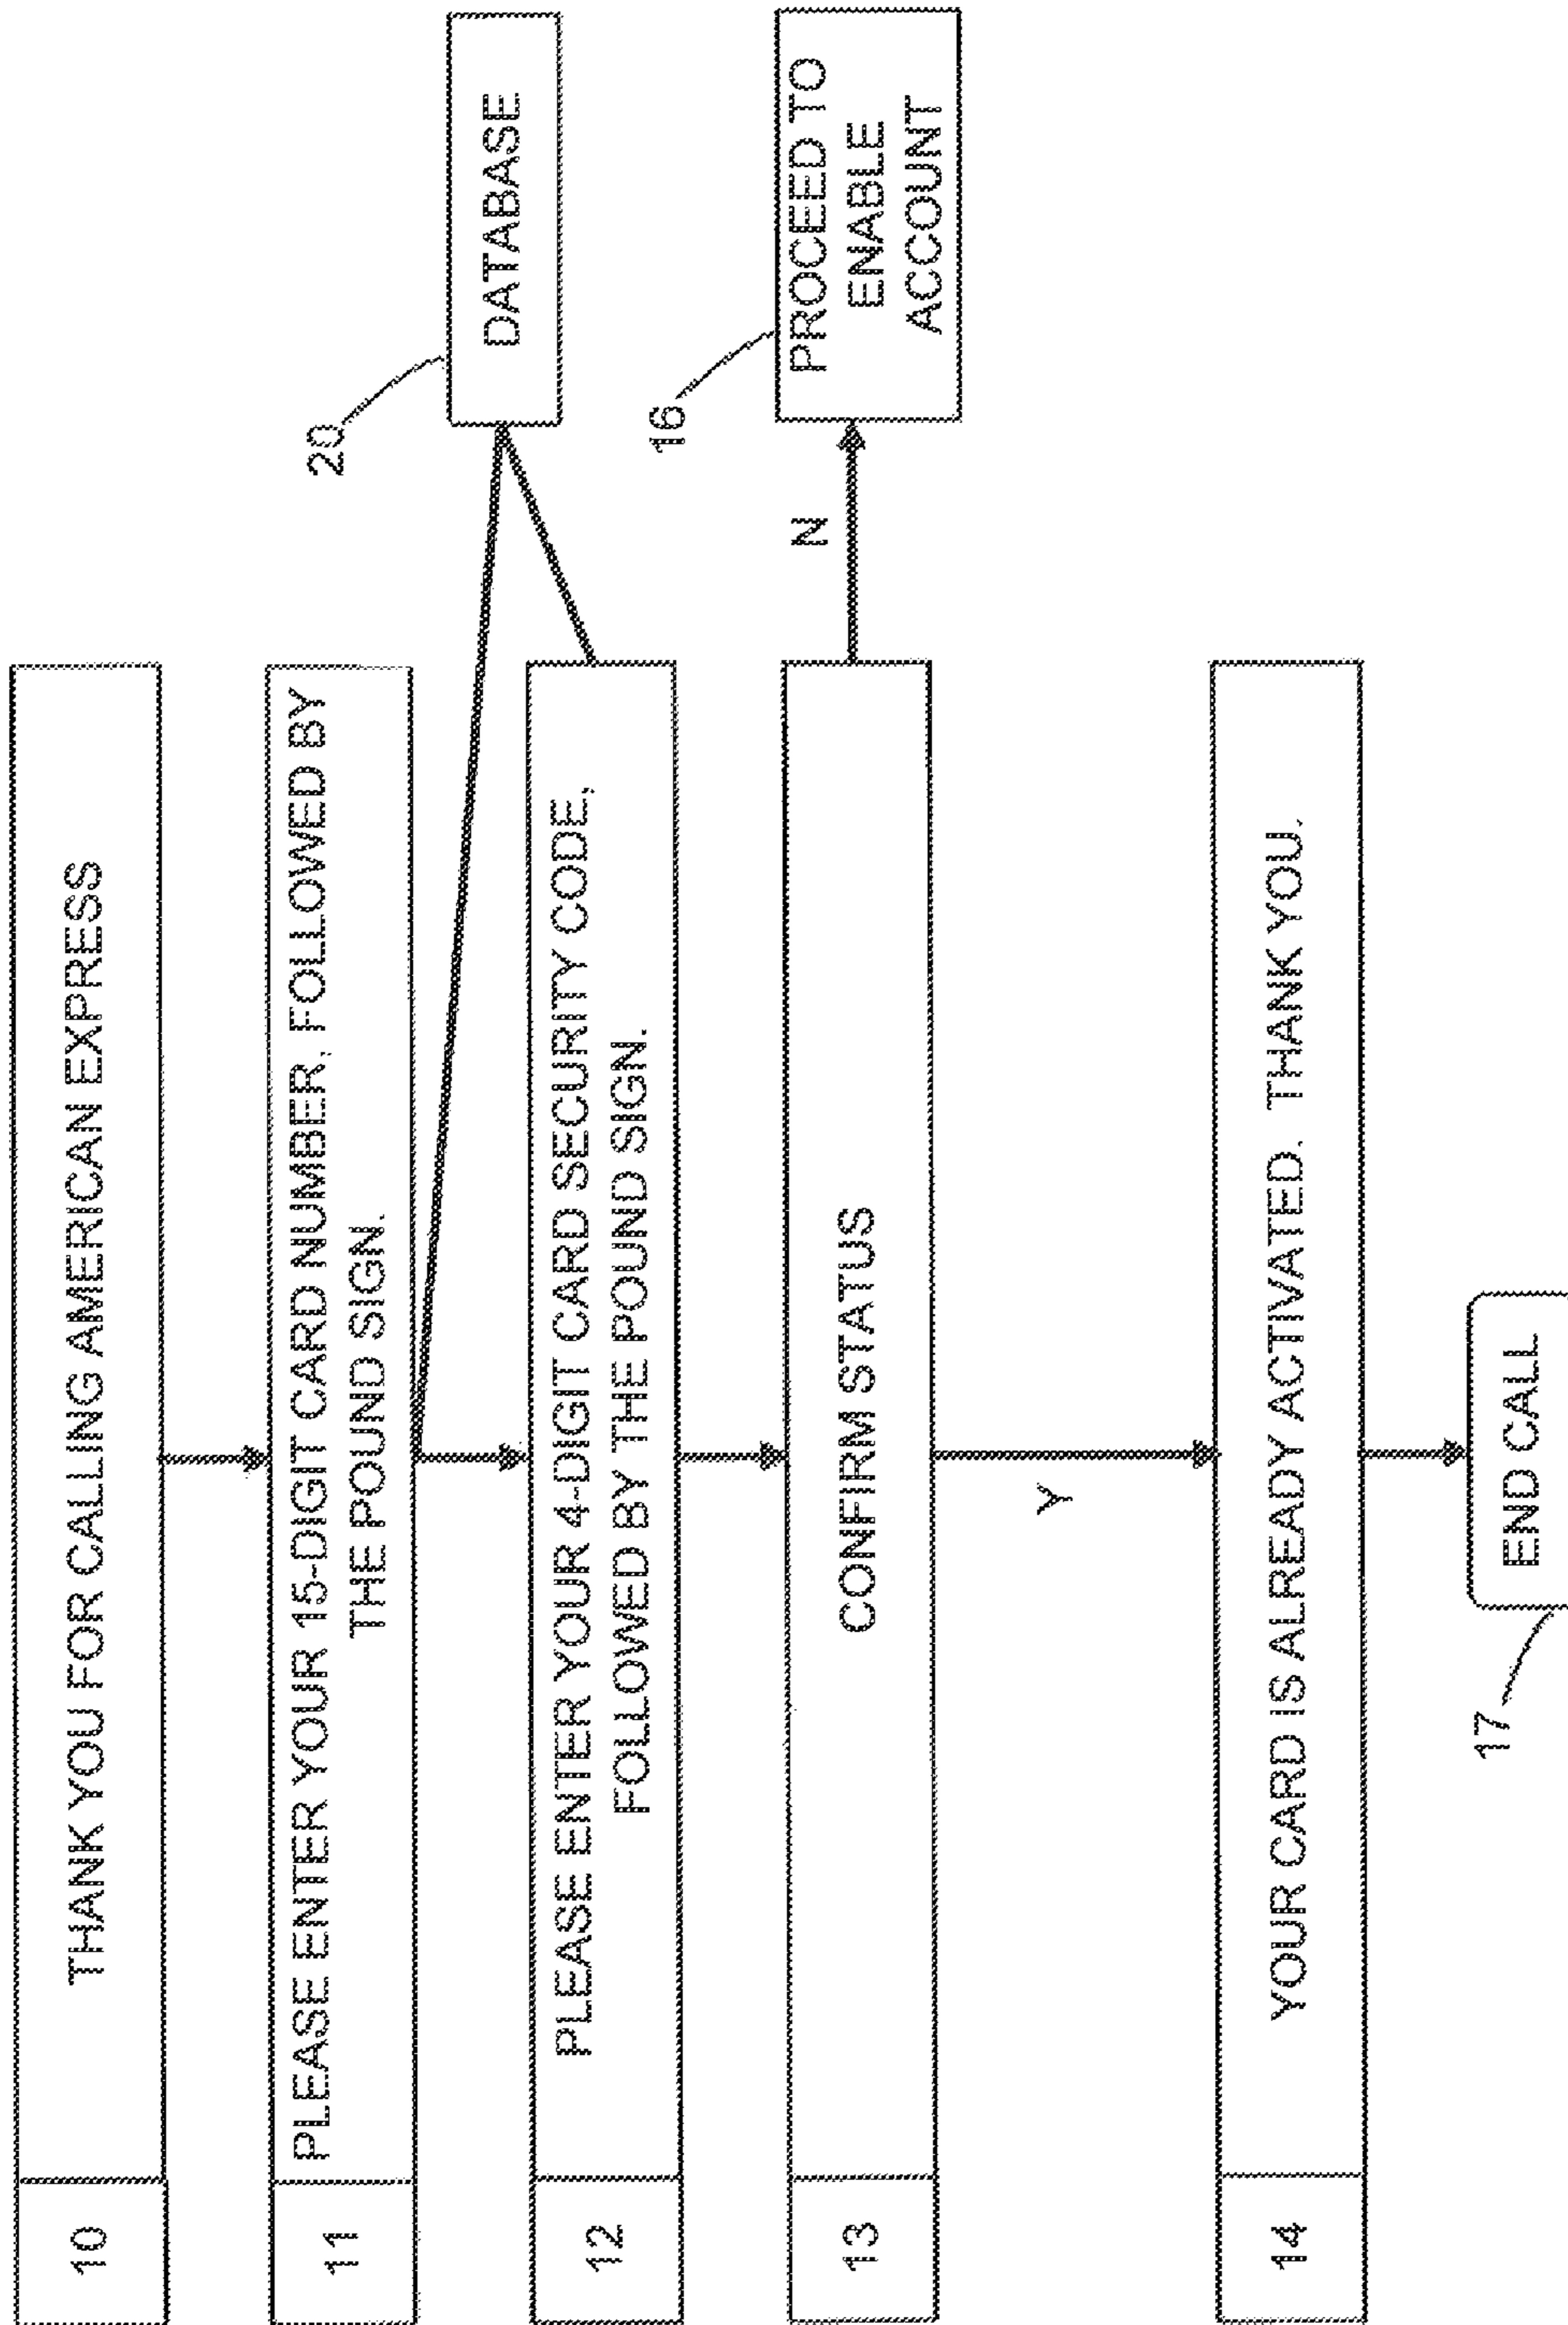 10
THANK YOU FOR CALLING AMERICAN EXPRESS
11
PLEASE ENTER YOUR 15-DIGIT CARD NUMBER, FOLLOWED BY
THE POUND SIGN.
20
DATABASE
12
PLEASE ENTER YOUR 4-DIGIT CARD SECURITY CODE,
FOLLOWED BY THE POUND SIGN.
13
CONFIRM STATUS
N
16
PROCEED TO
ENABLE
ACCOUNT
Y
14
YOUR CARD IS ALREADY ACTIVATED. THANK YOU.
17
END CALL